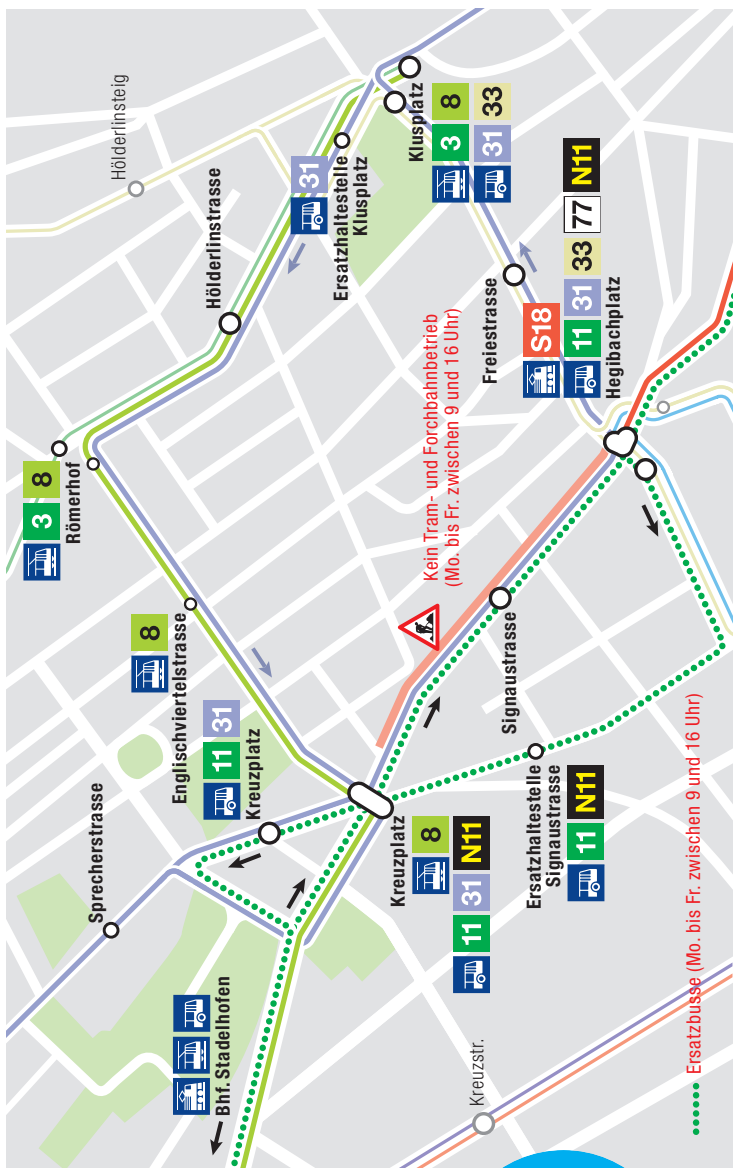 Hölderlinsteig
Hölderlinstrasse
31
Ersatzhaltestelle
Klusplatz
Klusplatz
3 8
31 33
Römerhof
3 8
Freiestrasse
S18
11 31 33 77 N11
Hegibachplatz
Kein Tram- und Forchbahnbetrieb
(Mo. bis Fr. zwischen 9 und 16 Uhr)
8
Englischviertelstrasse
11 31
Kreuzplatz
Signaustrasse
Sprecherstrasse
Kreuzplatz
8
11 31 N11
Ersatzhaltestelle
Signaustrasse
11 N11
Bhf. Stadelhofen
Kreuzstr.
Ersatzbusse (Mo. bis Fr. zwischen 9 und 16 Uhr)